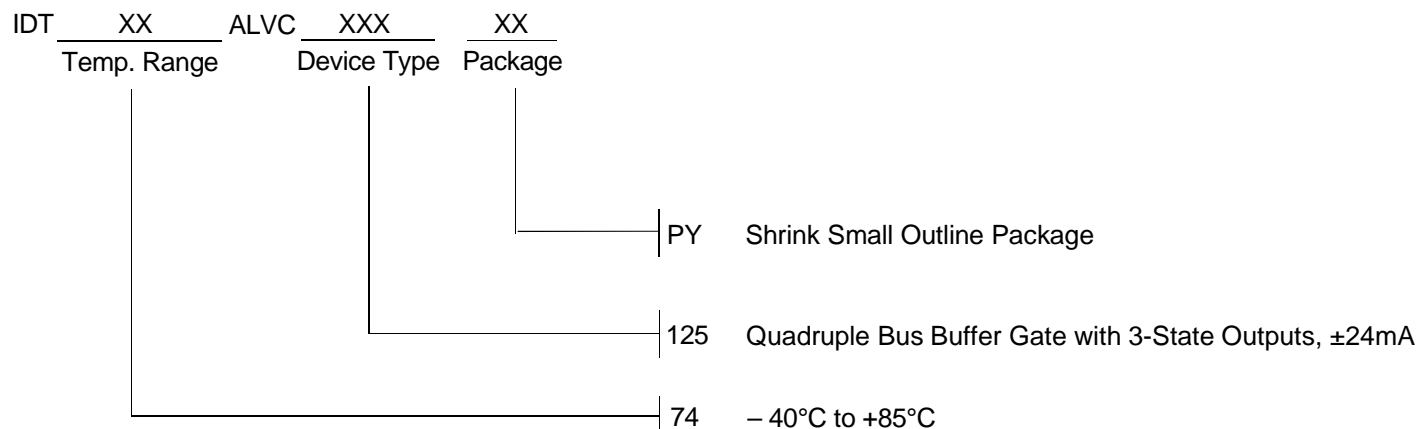 IDT XX ALVC XXX XX
Temp. Range Device Type Package
PY Shrink Small Outline Package
125 Quadruple Bus Buffer Gate with 3-State Outputs, ±24mA
74 – 40°C to +85°C